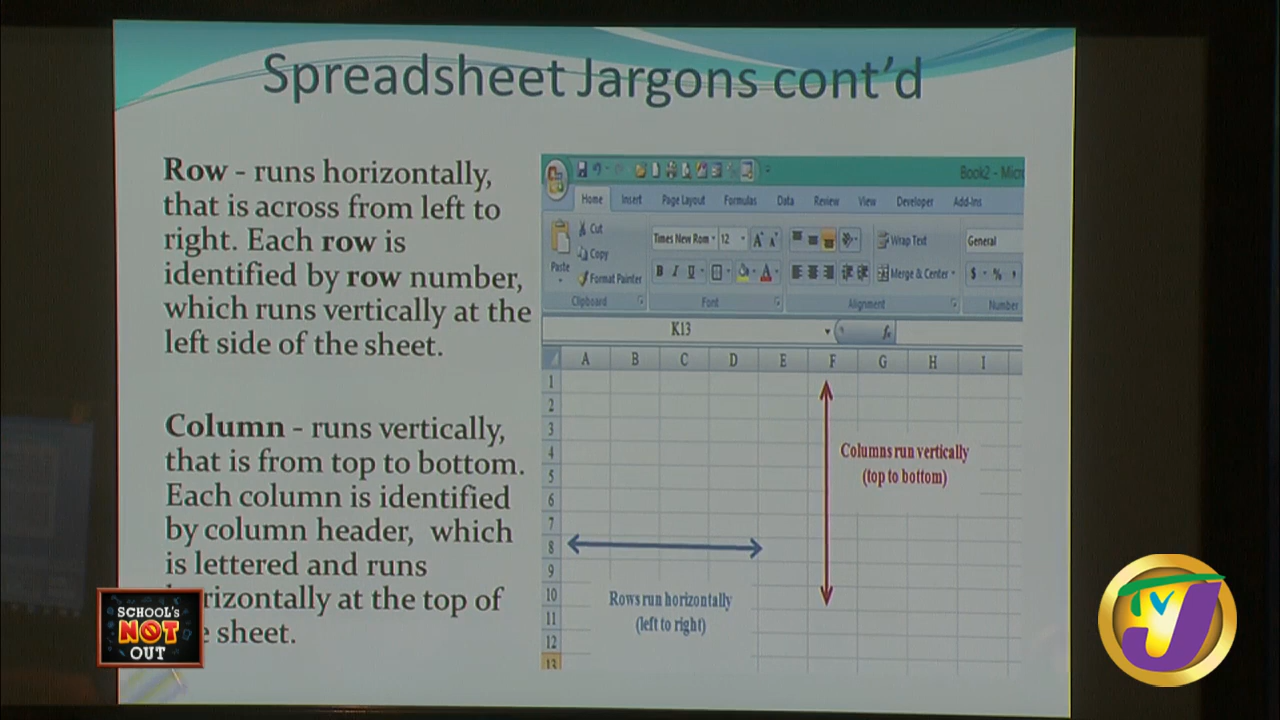 Spreadsheet Jargons cont'd
Row - runs horizontally,
that is across from left to
right. Each row is
identified by row number,
which runs vertically at the
left side of the sheet.
Column - runs vertically,
that is from top to bottom.
Each column is identified
by column header, which
is lettered and runs
rizontally at the top of
e sheet.
Book2 - Micro
Home Insert Page Layout Formulas Data Review View Developer Add-Ins
Cut
Copy
Format Painter
Paste
Times New Rom 12
A A
B I U
A
Wrap Text
Merge & Center
General
$ % ,
Clipboard Font Alignment Number
K13 fx
A B C D E F G H I
1
2
3
4
5
6
7
8
9
10
11
12
13
Columns run vertically
(top to bottom)
Rows run horizontally
(left to right)
SCHOOL'S
NOT
OUT
TVJ